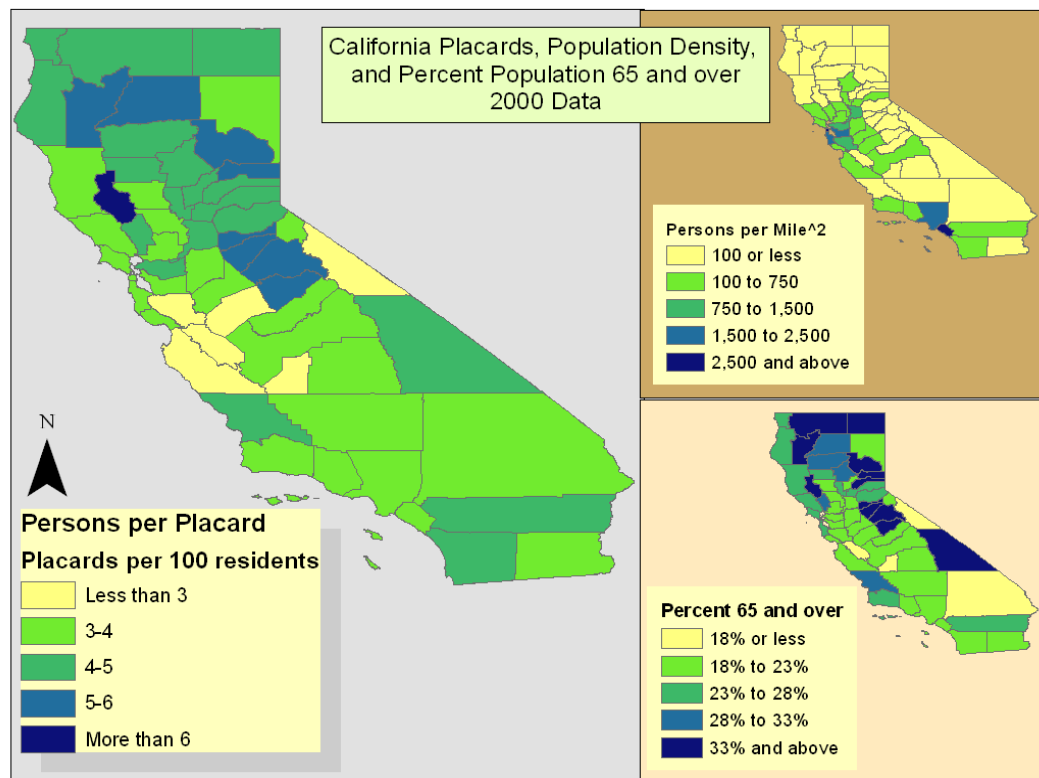 California Placards, Population Density,
and Percent Population 65 and over
2000 Data
N
Persons per Placard
Placards per 100 residents
Less than 3
3-4
4-5
5-6
More than 6
Persons per Mile^2
100 or less
100 to 750
750 to 1,500
1,500 to 2,500
2,500 and above
Percent 65 and over
18% or less
18% to 23%
23% to 28%
28% to 33%
33% and above